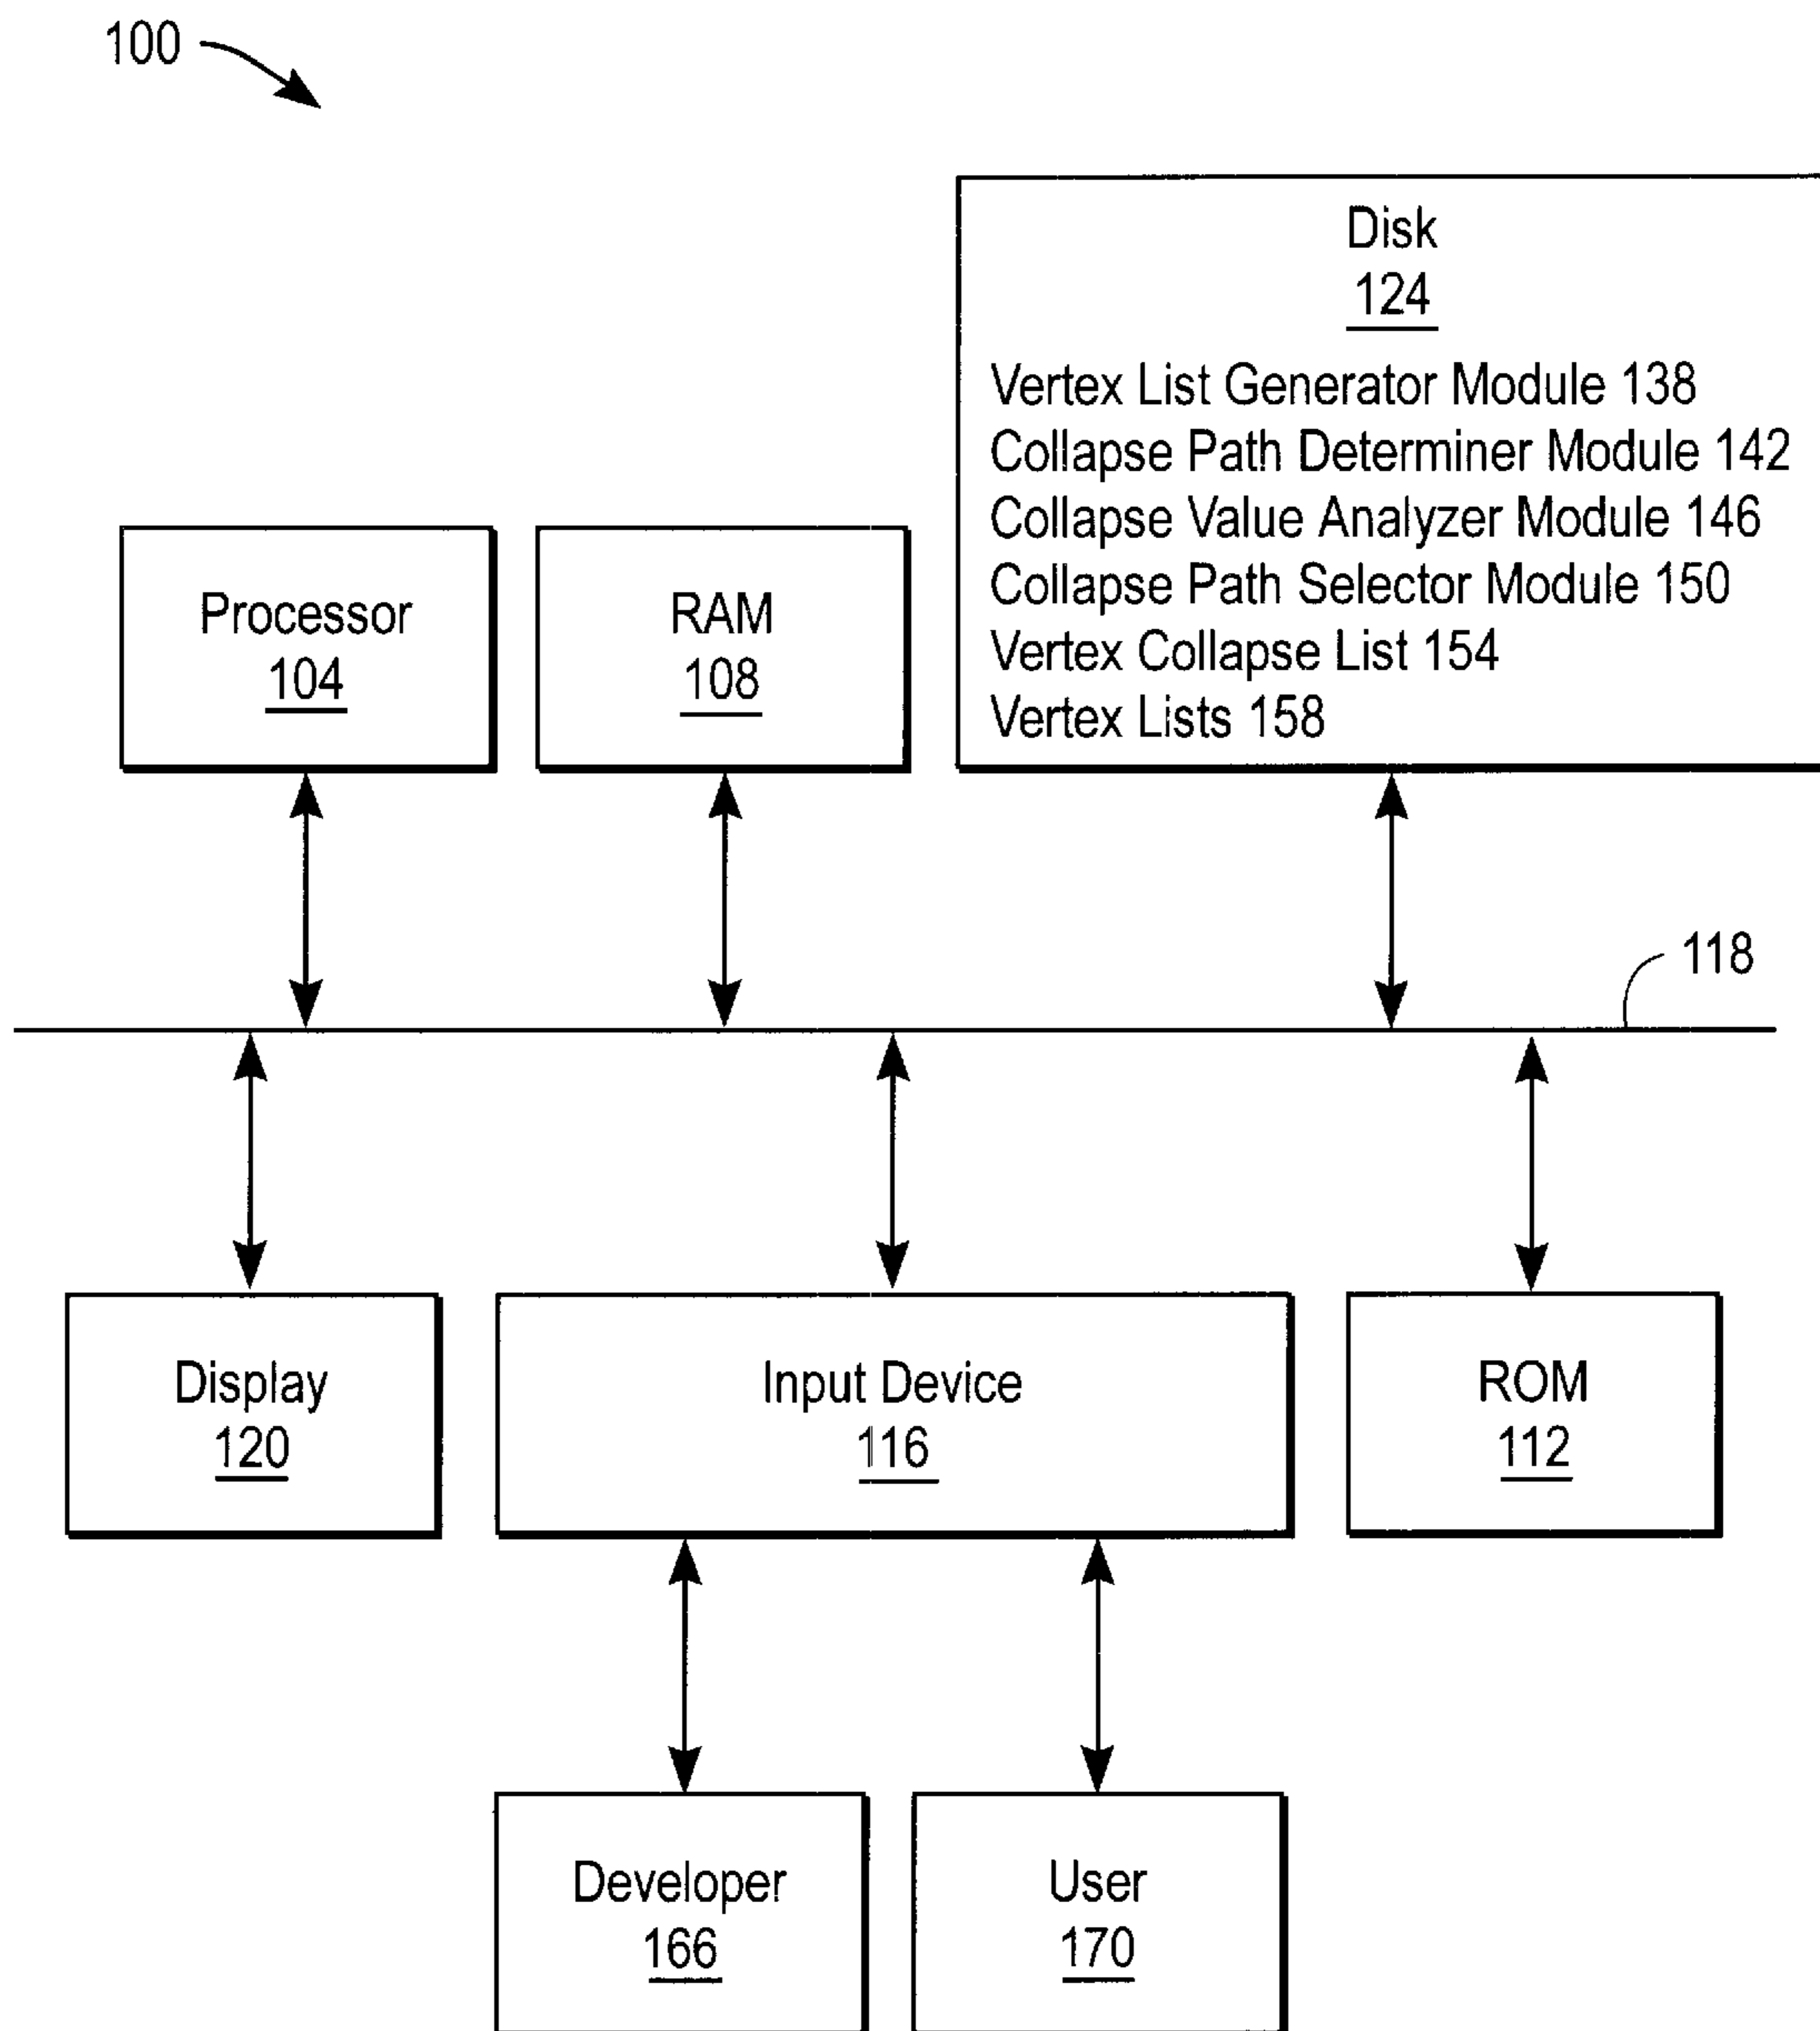 100
Disk
124
Vertex List Generator Module 138
Collapse Path Determiner Module 142
Collapse Value Analyzer Module 146
Collapse Path Selector Module 150
Vertex Collapse List 154
Vertex Lists 158
Processor
104
RAM
108
118
Display
120
Input Device
116
ROM
112
Developer
166
User
170